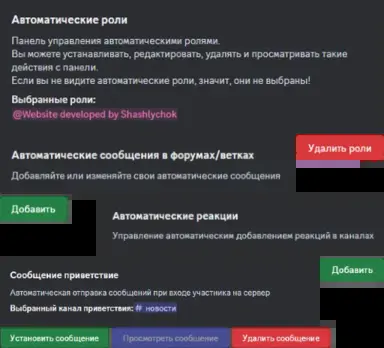 Автоматические роли
Панель управления автоматическими ролями.
Вы можете устанавливать, редактировать, удалять и просматривать такие
действия с панели.
Если вы не видите автоматические роли, значит, они не выбраны!
Выбранные роли:
@Website developed by Shashlychok
Удалить роли
Автоматические сообщения в форумах/ветках
Добавляйте или изменяйте свои автоматические сообщения
Добавить
Автоматические реакции
Управление автоматическим добавлением реакций в каналах
Добавить
Сообщение приветствие
Автоматическая отправка сообщений при входе участника на сервер
Выбранный канал приветствия: # новости
Установить сообщение Просмотреть сообщение Удалить сообщение